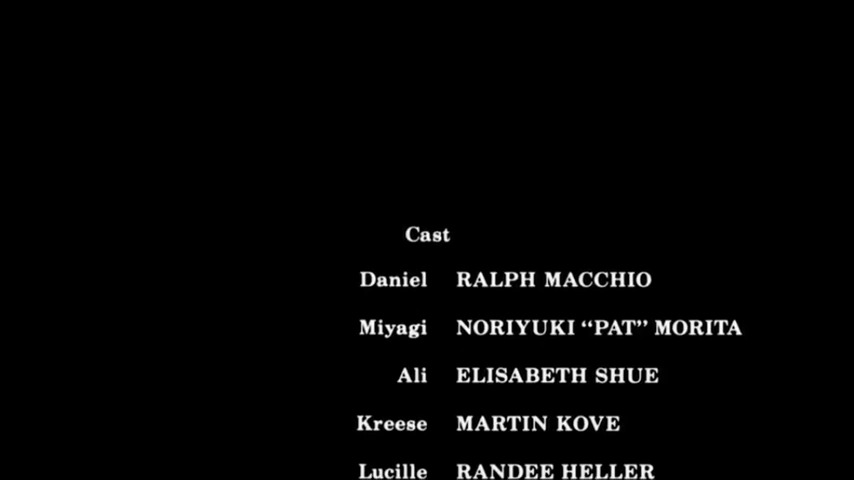 Cast
Daniel RALPH MACCHIO
Miyagi NORIYUKI “PAT” MORITA
Ali ELISABETH SHUE
Kreese MARTIN KOVE
Lucille RANDEE HELLER